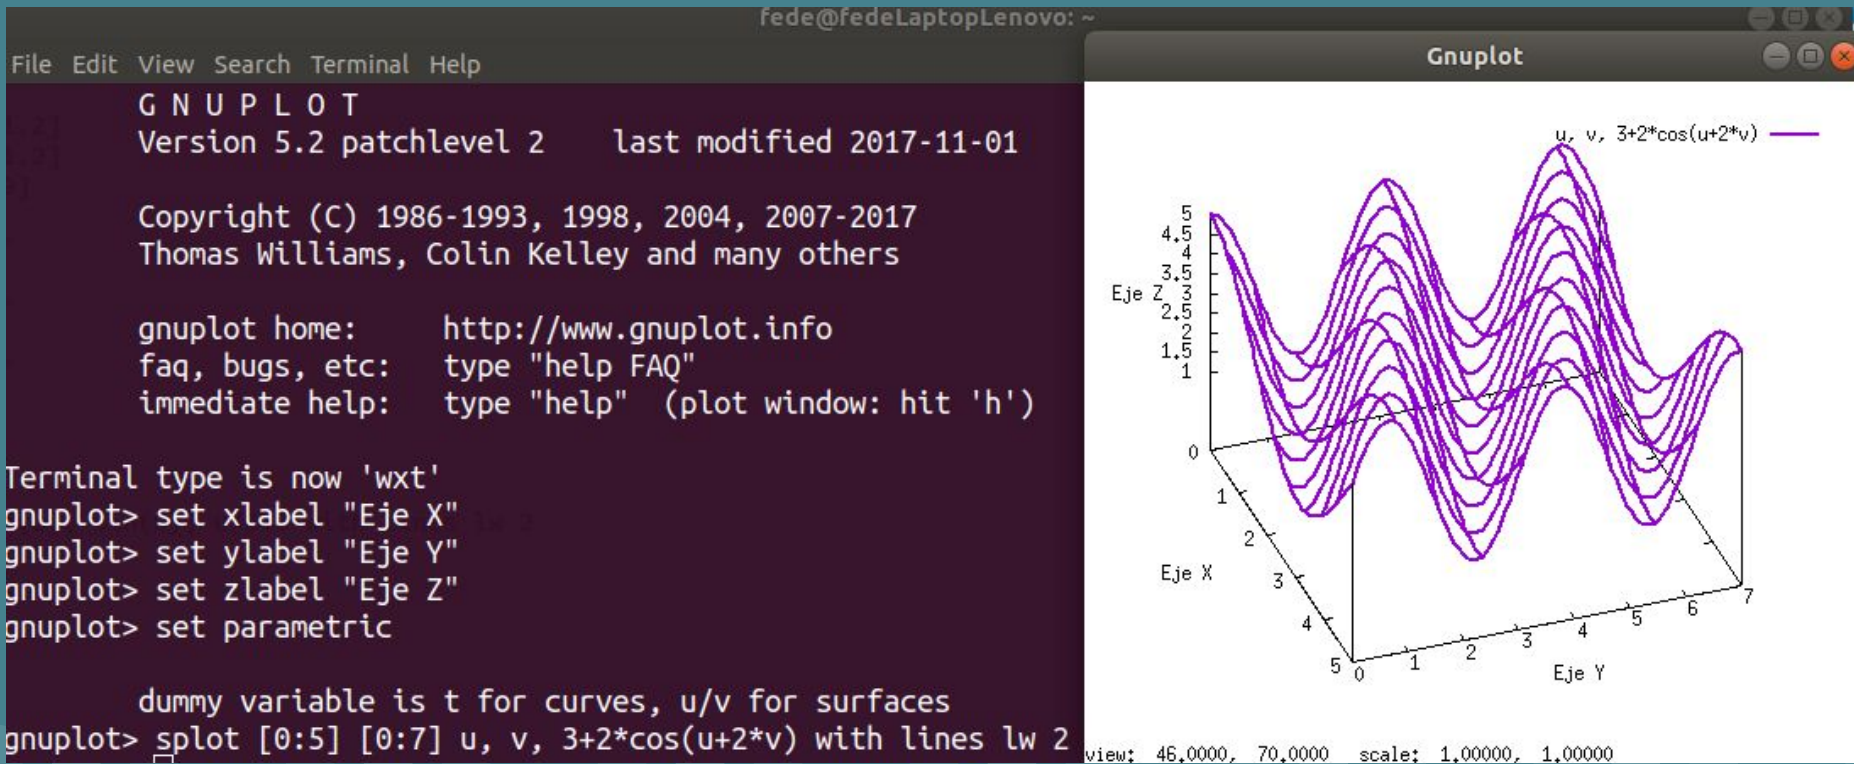 fede@fedeLaptopLenovo: ~
File Edit View Search Terminal Help
G N U P L O T
Version 5.2 patchlevel 2    last modified 2017-11-01
Copyright (C) 1986-1993, 1998, 2004, 2007-2017
Thomas Williams, Colin Kelley and many others
gnuplot home:     http://www.gnuplot.info
faq, bugs, etc:   type "help FAQ"
immediate help:   type "help"  (plot window: hit 'h')
Terminal type is now 'wxt'
gnuplot> set xlabel "Eje X"
gnuplot> set ylabel "Eje Y"
gnuplot> set zlabel "Eje Z"
gnuplot> set parametric
dummy variable is t for curves, u/v for surfaces
gnuplot> splot [0:5] [0:7] u, v, 3+2*cos(u+2*v) with lines lw 2
Gnuplot
u, v, 3+2*cos(u+2*v)
5
4.5
4
3.5
Eje Z 3
2.5
2
1.5
1
0
1
2
3
4
5
Eje X
0
1
2
3
4
5
6
7
Eje Y
view: 46.0000, 70.0000  scale: 1.00000, 1.00000